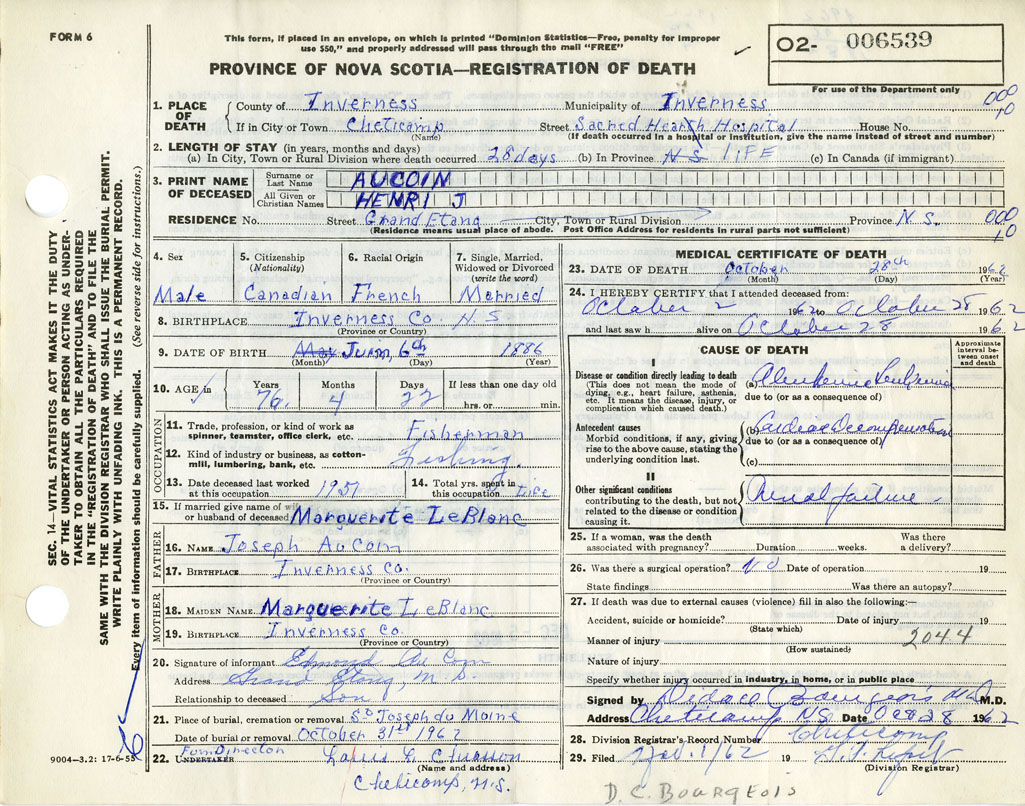 FORM 6
This form, if placed in an envelope, on which is printed "Dominion Statistics—Free, penalty for improper
use $50," and properly addressed will pass through the mail "FREE"
O2- 006539
For use of the Department only
PROVINCE OF NOVA SCOTIA—REGISTRATION OF DEATH
SEC. 14—VITAL STATISTICS ACT MAKES IT THE DUTY
OF THE UNDERTAKER OR PERSON ACTING AS UNDER-
TAKER TO OBTAIN ALL THE PARTICULARS REQUIRED
IN THE "REGISTRATION OF DEATH" AND TO FILE THE
SAME WITH THE DIVISION REGISTRAR WHO SHALL ISSUE THE BURIAL PERMIT.
WRITE PLAINLY WITH UNFADING INK. THIS IS A PERMANENT RECORD.
Every item of information should be carefully supplied. (See reverse side for instructions.)
1. PLACE OF DEATH
County of Inverness Municipality of Inverness
If in City or Town Cheticamp Street Sacred Hospital House No.
(Name) (If death occurred in a hospital or institution, give the name instead of street and number)
2. LENGTH OF STAY (in years, months and days)
(a) In City, Town or Rural Division where death occurred 28 days (b) In Province N S LIFE (c) In Canada (if immigrant)
3. PRINT NAME OF DECEASED
Surname or Last Name AUCOIN
All Given or Christian Names HENRI J
RESIDENCE No. Street Grand Etang City, Town or Rural Division Province N.S.
(Residence means usual place of abode. Post Office Address for residents in rural parts not sufficient)
4. Sex Male
5. Citizenship (Nationality) Canadian
6. Racial Origin French
7. Single, Married, Widowed or Divorced (write the word) Married
8. BIRTHPLACE Inverness Co. N S
(Province or Country)
9. DATE OF BIRTH May 6th 1886
(Month) (Day) (Year)
10. AGE in Years 76 Months 4 Days 22 If less than one day old hrs. or min.
OCCUPATION
11. Trade, profession, or kind of work as spinner, teamster, office clerk, etc. Fisherman
12. Kind of industry or business, as cotton-mill, lumbering, bank, etc. Fishing.
13. Date deceased last worked at this occupation 1951
14. Total yrs. spent in this occupation Life
15. If married give name of wife or husband of deceased Marguerite LeBlanc
FATHER
16. NAME Joseph AuCoin
17. BIRTHPLACE Inverness Co.
(Province or Country)
MOTHER
18. MAIDEN NAME Marguerite LeBlanc
19. BIRTHPLACE Inverness Co.
(Province or Country)
20. Signature of informant Edmond Au Coin
Address Grand Etang, N.S.
Relationship to deceased Son
21. Place of burial, cremation or removal St Joseph du Moine
Date of burial or removal October 31st 1962
Fun Director
22. UNDERTAKER
(Name and address)
Cheticamp, N.S.
9004-3.2: 17-6-55
MEDICAL CERTIFICATE OF DEATH
23. DATE OF DEATH October 28th 1962
(Month) (Day) (Year)
24. I HEREBY CERTIFY that I attended deceased from:
October 2 1962 to October 28 1962
and last saw h alive on October 28 1962
CAUSE OF DEATH
Approximate interval between onset and death
I
Disease or condition directly leading to death
(This does not mean the mode of dying, e.g., heart failure, asthenia, etc. It means the disease, injury, or complication which caused death.)
(a) Aleukemic Leukemia
due to (or as a consequence of)
Antecedent causes
Morbid conditions, if any, giving rise to the above cause, stating the underlying condition last.
(b) Cardiac Decompensation
due to (or as a consequence of)
(c)
II
Other significant conditions
contributing to the death, but not related to the disease or condition causing it.
Renal failure
25. If a woman, was the death associated with pregnancy? Duration weeks. Was there a delivery?
26. Was there a surgical operation? NO Date of operation 19
State findings Was there an autopsy?
27. If death was due to external causes (violence) fill in also the following:—
Accident, suicide or homicide? Date of injury 19
(State which)
Manner of injury 2044
(How sustained)
Nature of injury
Specify whether injury occurred in industry, in home, or in public place
Signed by Bourgeois M.D.
Address Cheticamp NS Date Oct 28 1962
28. Division Registrar's Record Number Cheticamp
29. Filed Nov. 1/62 19
(Division Registrar)
D. C. BOURGEOIS